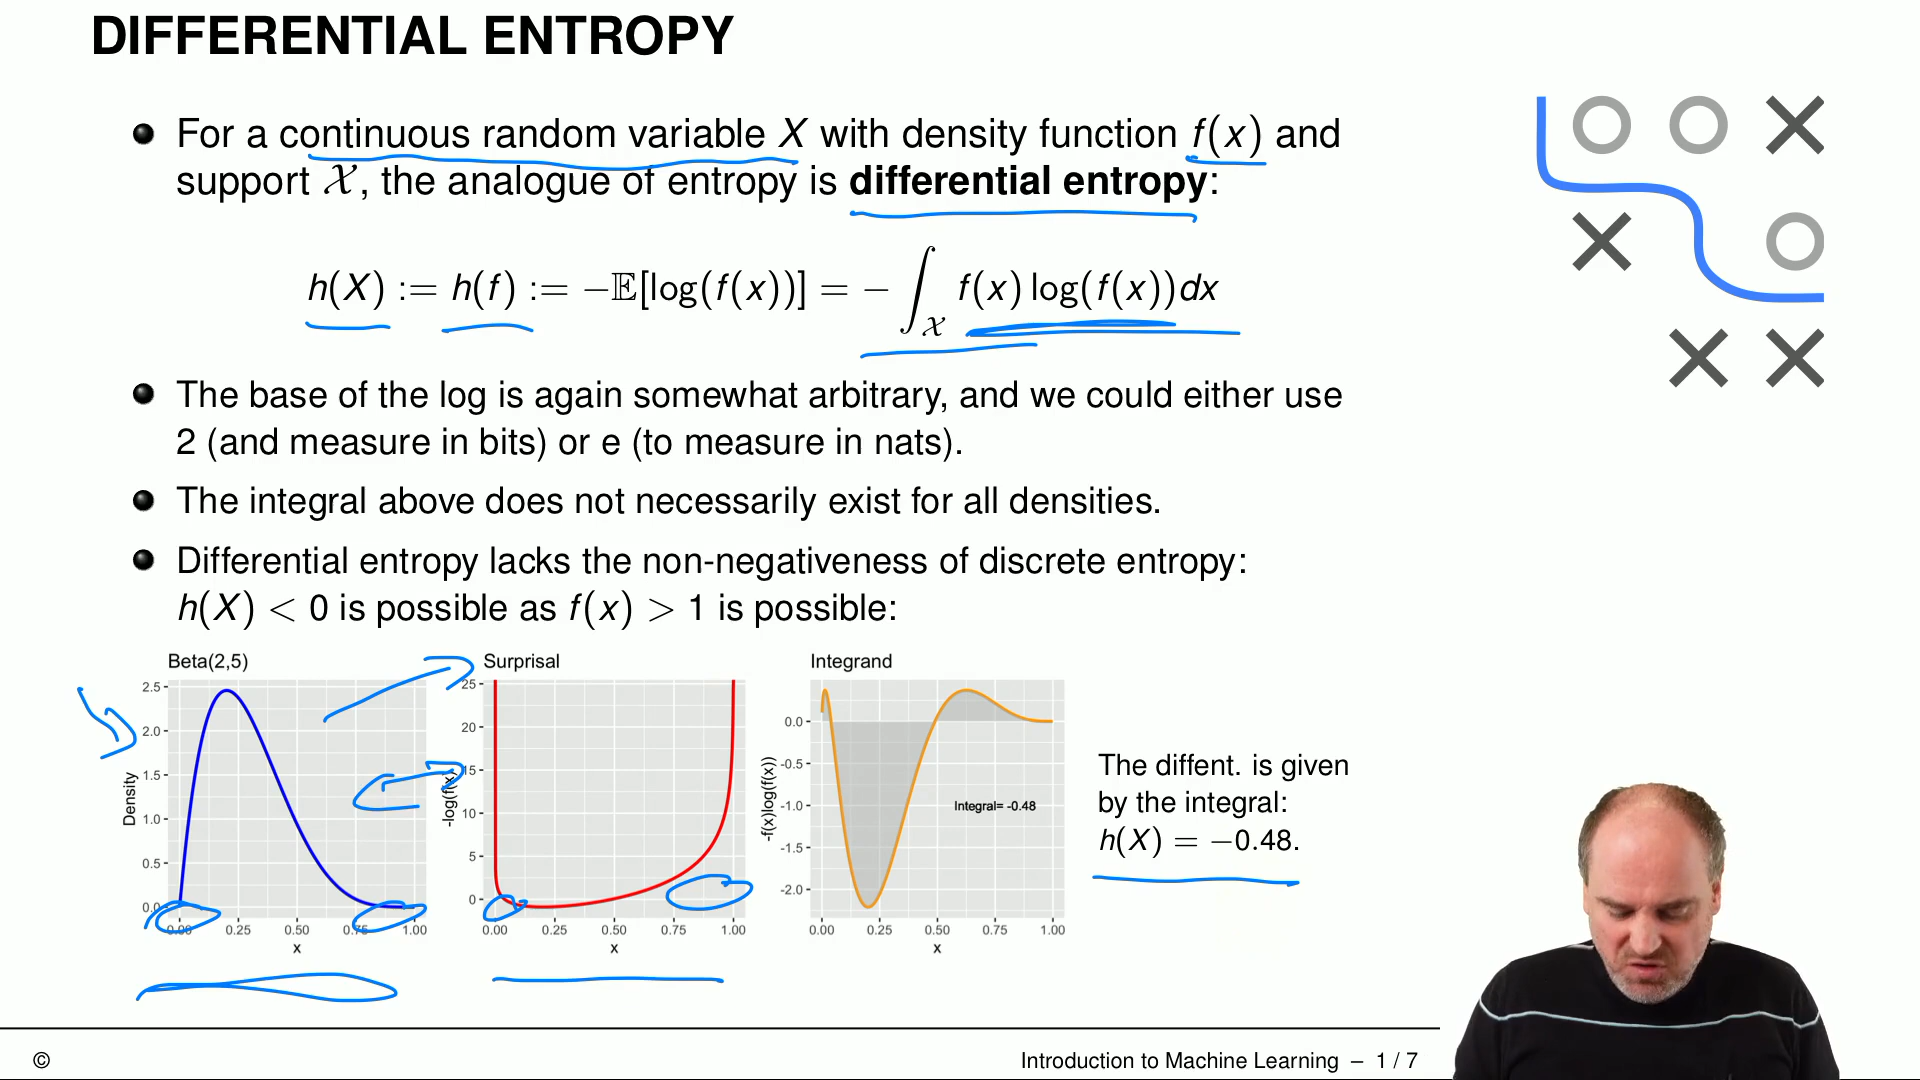 DIFFERENTIAL ENTROPY
For a continuous random variable X with density function f(x) and
support 𝒳, the analogue of entropy is differential entropy:
h(X) := h(f) := −𝔼[log(f(x))] = − ∫_𝒳 f(x) log(f(x))dx
The base of the log is again somewhat arbitrary, and we could either use
2 (and measure in bits) or e (to measure in nats).
The integral above does not necessarily exist for all densities.
Differential entropy lacks the non-negativeness of discrete entropy:
h(X) < 0 is possible as f(x) > 1 is possible:
Beta(2,5)
2.5
2.0
1.5
1.0
0.5
0.0
Density
0.00 0.25 0.50 0.75 1.00
x
Surprisal
25
20
15
10
5
0
-log(f(x))
0.00 0.25 0.50 0.75 1.00
x
Integrand
0.0
-0.5
-1.0
-1.5
-2.0
-f(x)log(f(x))
Integral= -0.48
0.00 0.25 0.50 0.75 1.00
x
The diffent. is given
by the integral:
h(X) = −0.48.
©
Introduction to Machine Learning – 1 / 7